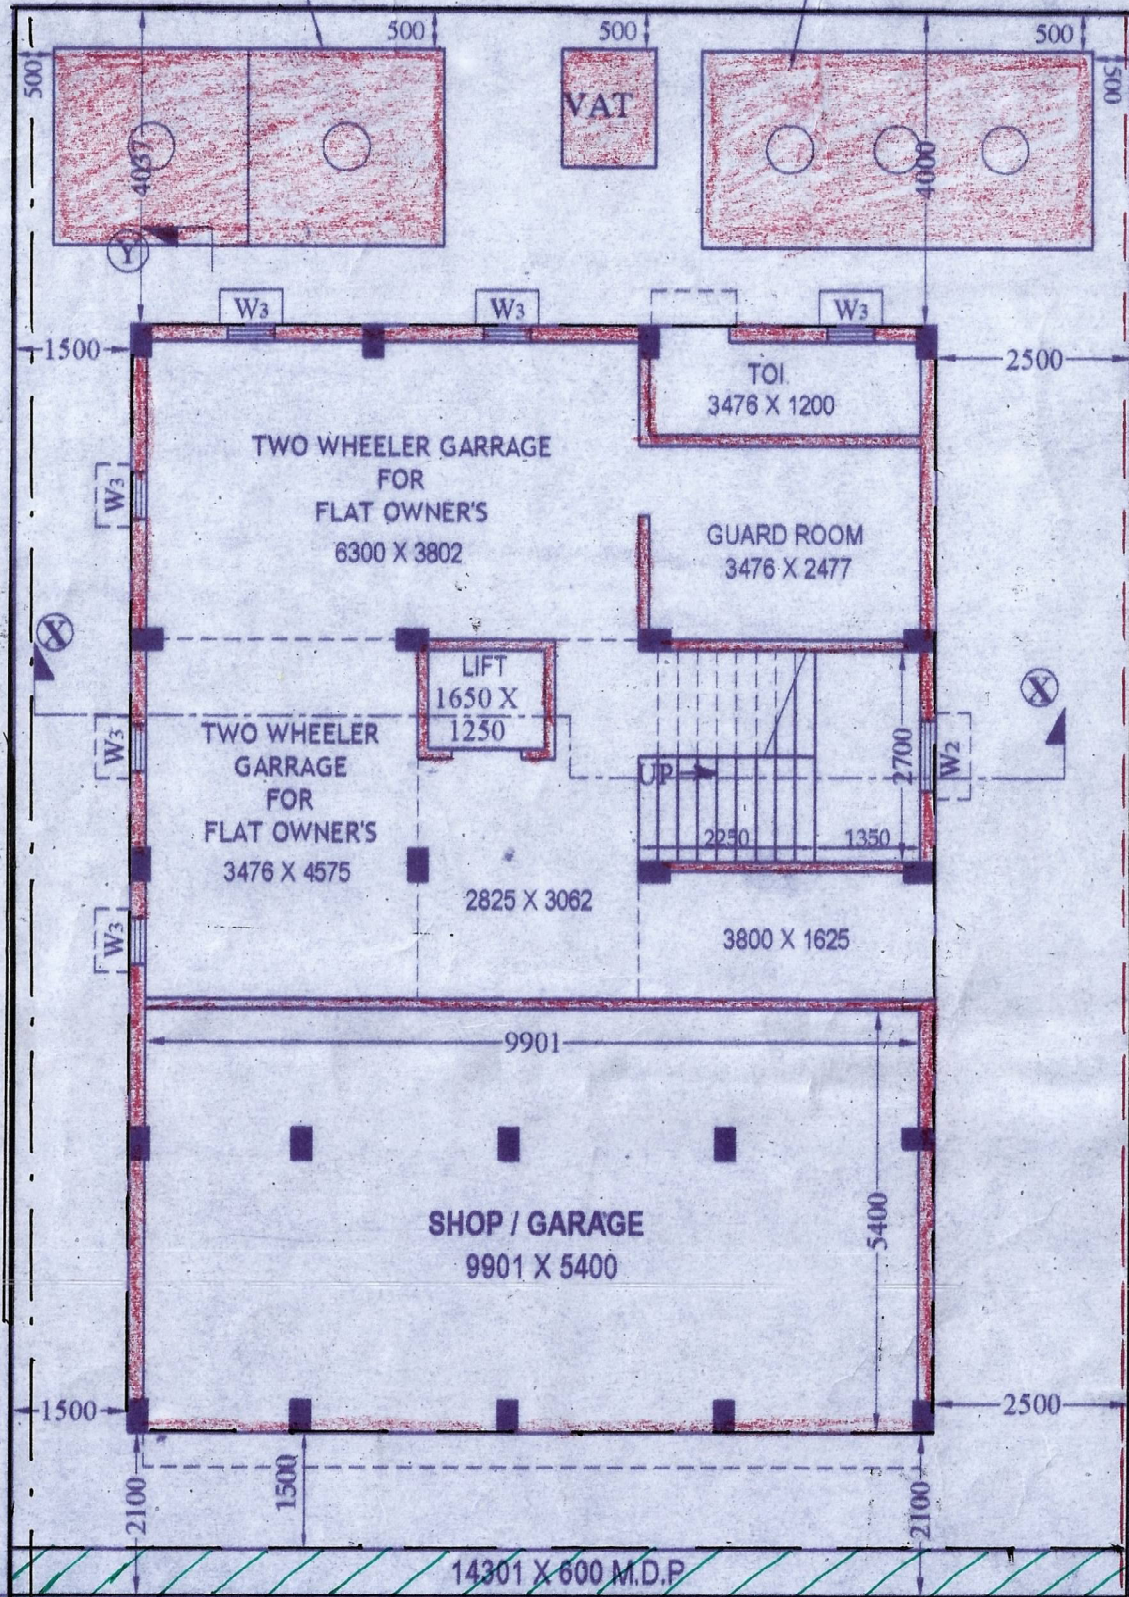 500
500
500
500
500
VAT
4037
4000
Y
W3
W3
W3
1500
2500
TOI.
3476 X 1200
TWO WHEELER GARRAGE
FOR
FLAT OWNER'S
6300 X 3802
W3
GUARD ROOM
3476 X 2477
X
LIFT
1650 X
1250
X
W3
TWO WHEELER
GARRAGE
FOR
FLAT OWNER'S
3476 X 4575
UP
2700
W2
2250
1350
2825 X 3062
W3
3800 X 1625
9901
SHOP / GARAGE
9901 X 5400
5400
1500
2500
2100
1500
2100
14301 X 600 M.D.P